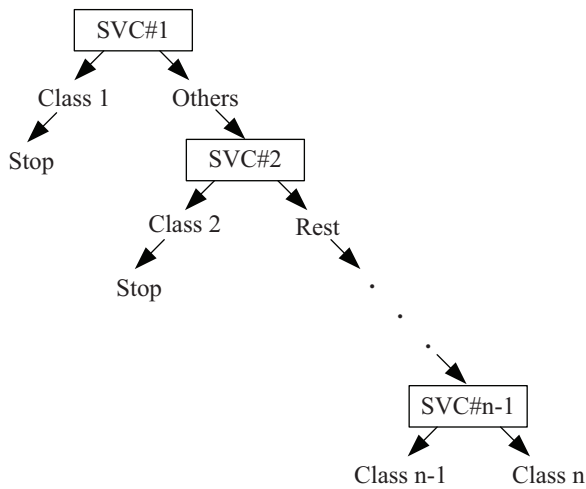 SVC#1
Class 1
Others
Stop
SVC#2
Class 2
Rest
Stop
.
.
.
SVC#n-1
Class n-1
Class n